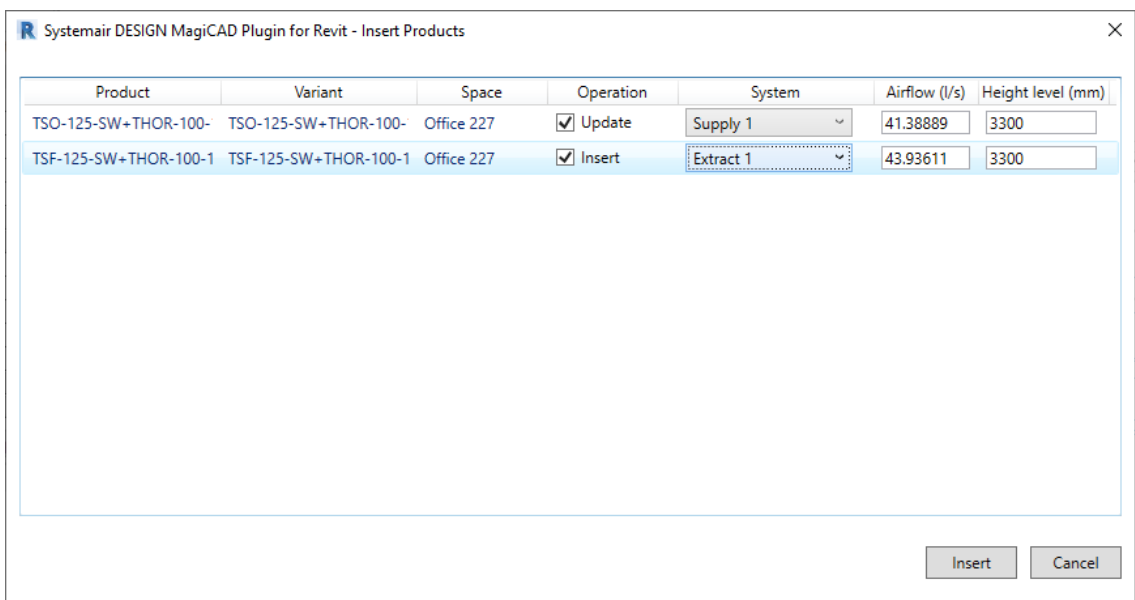 Systemair DESIGN MagiCAD Plugin for Revit - Insert Products
Product Variant Space Operation System Airflow (l/s) Height level (mm)
TSO-125-SW+THOR-100- TSO-125-SW+THOR-100- Office 227 Update Supply 1 41.38889 3300
TSF-125-SW+THOR-100-1 TSF-125-SW+THOR-100-1 Office 227 Insert Extract 1 43.93611 3300
Insert Cancel